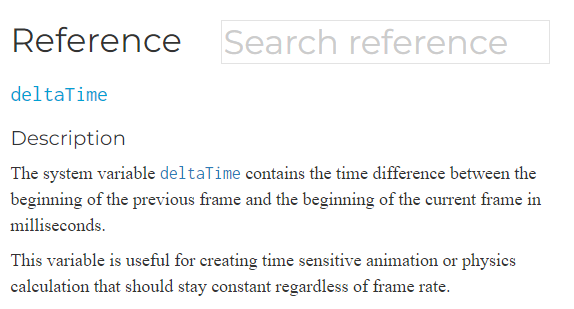 Reference
Search reference
deltaTime
Description
The system variable deltaTime contains the time difference between the
beginning of the previous frame and the beginning of the current frame in
milliseconds.
This variable is useful for creating time sensitive animation or physics
calculation that should stay constant regardless of frame rate.